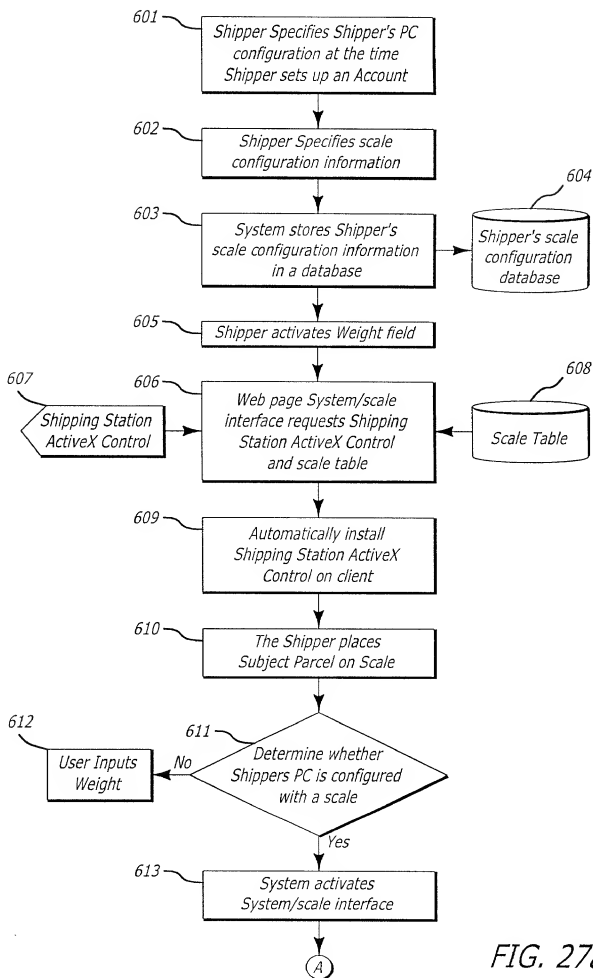 601
Shipper Specifies Shipper's PC
configuration at the time
Shipper sets up an Account
602
Shipper Specifies scale
configuration information
603
System stores Shipper's
scale configuration information
in a database
604
Shipper's scale
configuration
database
605
Shipper activates Weight field
606
Web page System/scale
interface requests Shipping
Station ActiveX Control
and scale table
607
Shipping Station
ActiveX Control
608
Scale Table
609
Automatically install
Shipping Station ActiveX
Control on client
610
The Shipper places
Subject Parcel on Scale
611
Determine whether
Shippers PC is configured
with a scale
612
User Inputs
Weight
No
Yes
613
System activates
System/scale interface
A
FIG. 27a